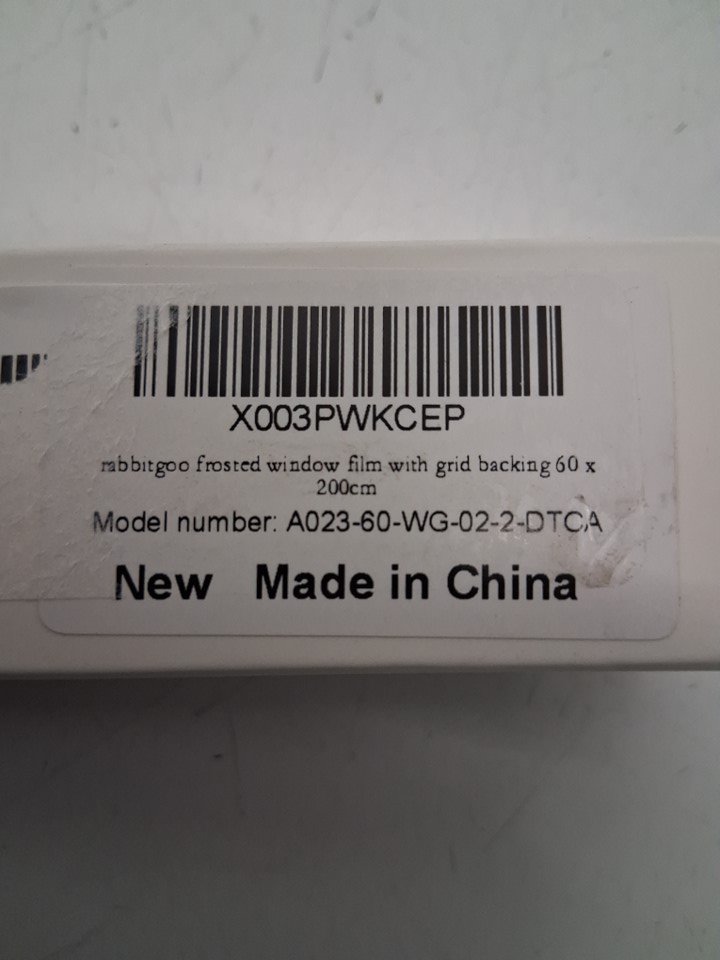 X003PWKCEP
rabbitgoo frosted window film with grid backing 60 x
200cm
Model number: A023-60-WG-02-2-DTCA
New Made in China